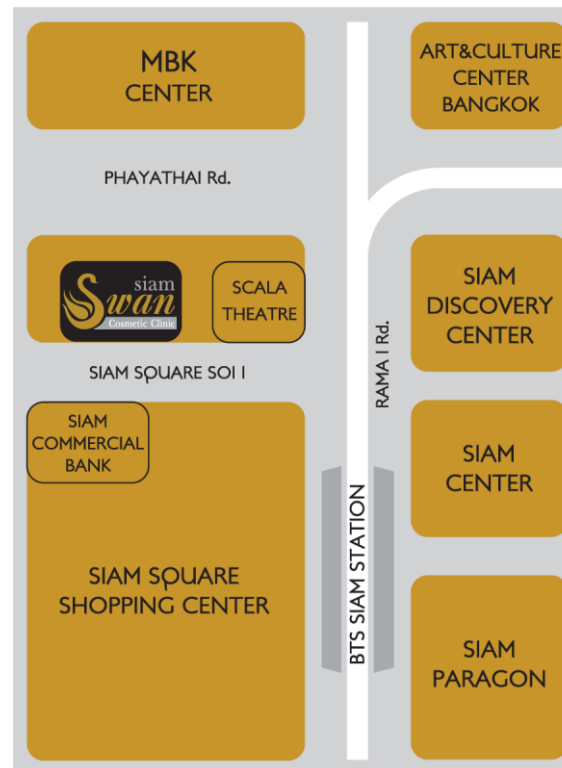 MBK
CENTER
ART&CULTURE
CENTER
BANGKOK
PHAYATHAI Rd.
siam
Swan
Cosmetic Clinic
SCALA
THEATRE
SIAM
DISCOVERY
CENTER
SIAM SQUARE SOI I
RAMA I Rd.
SIAM
COMMERCIAL
BANK
SIAM
CENTER
SIAM SQUARE
SHOPPING CENTER
BTS SIAM STATION
SIAM
PARAGON